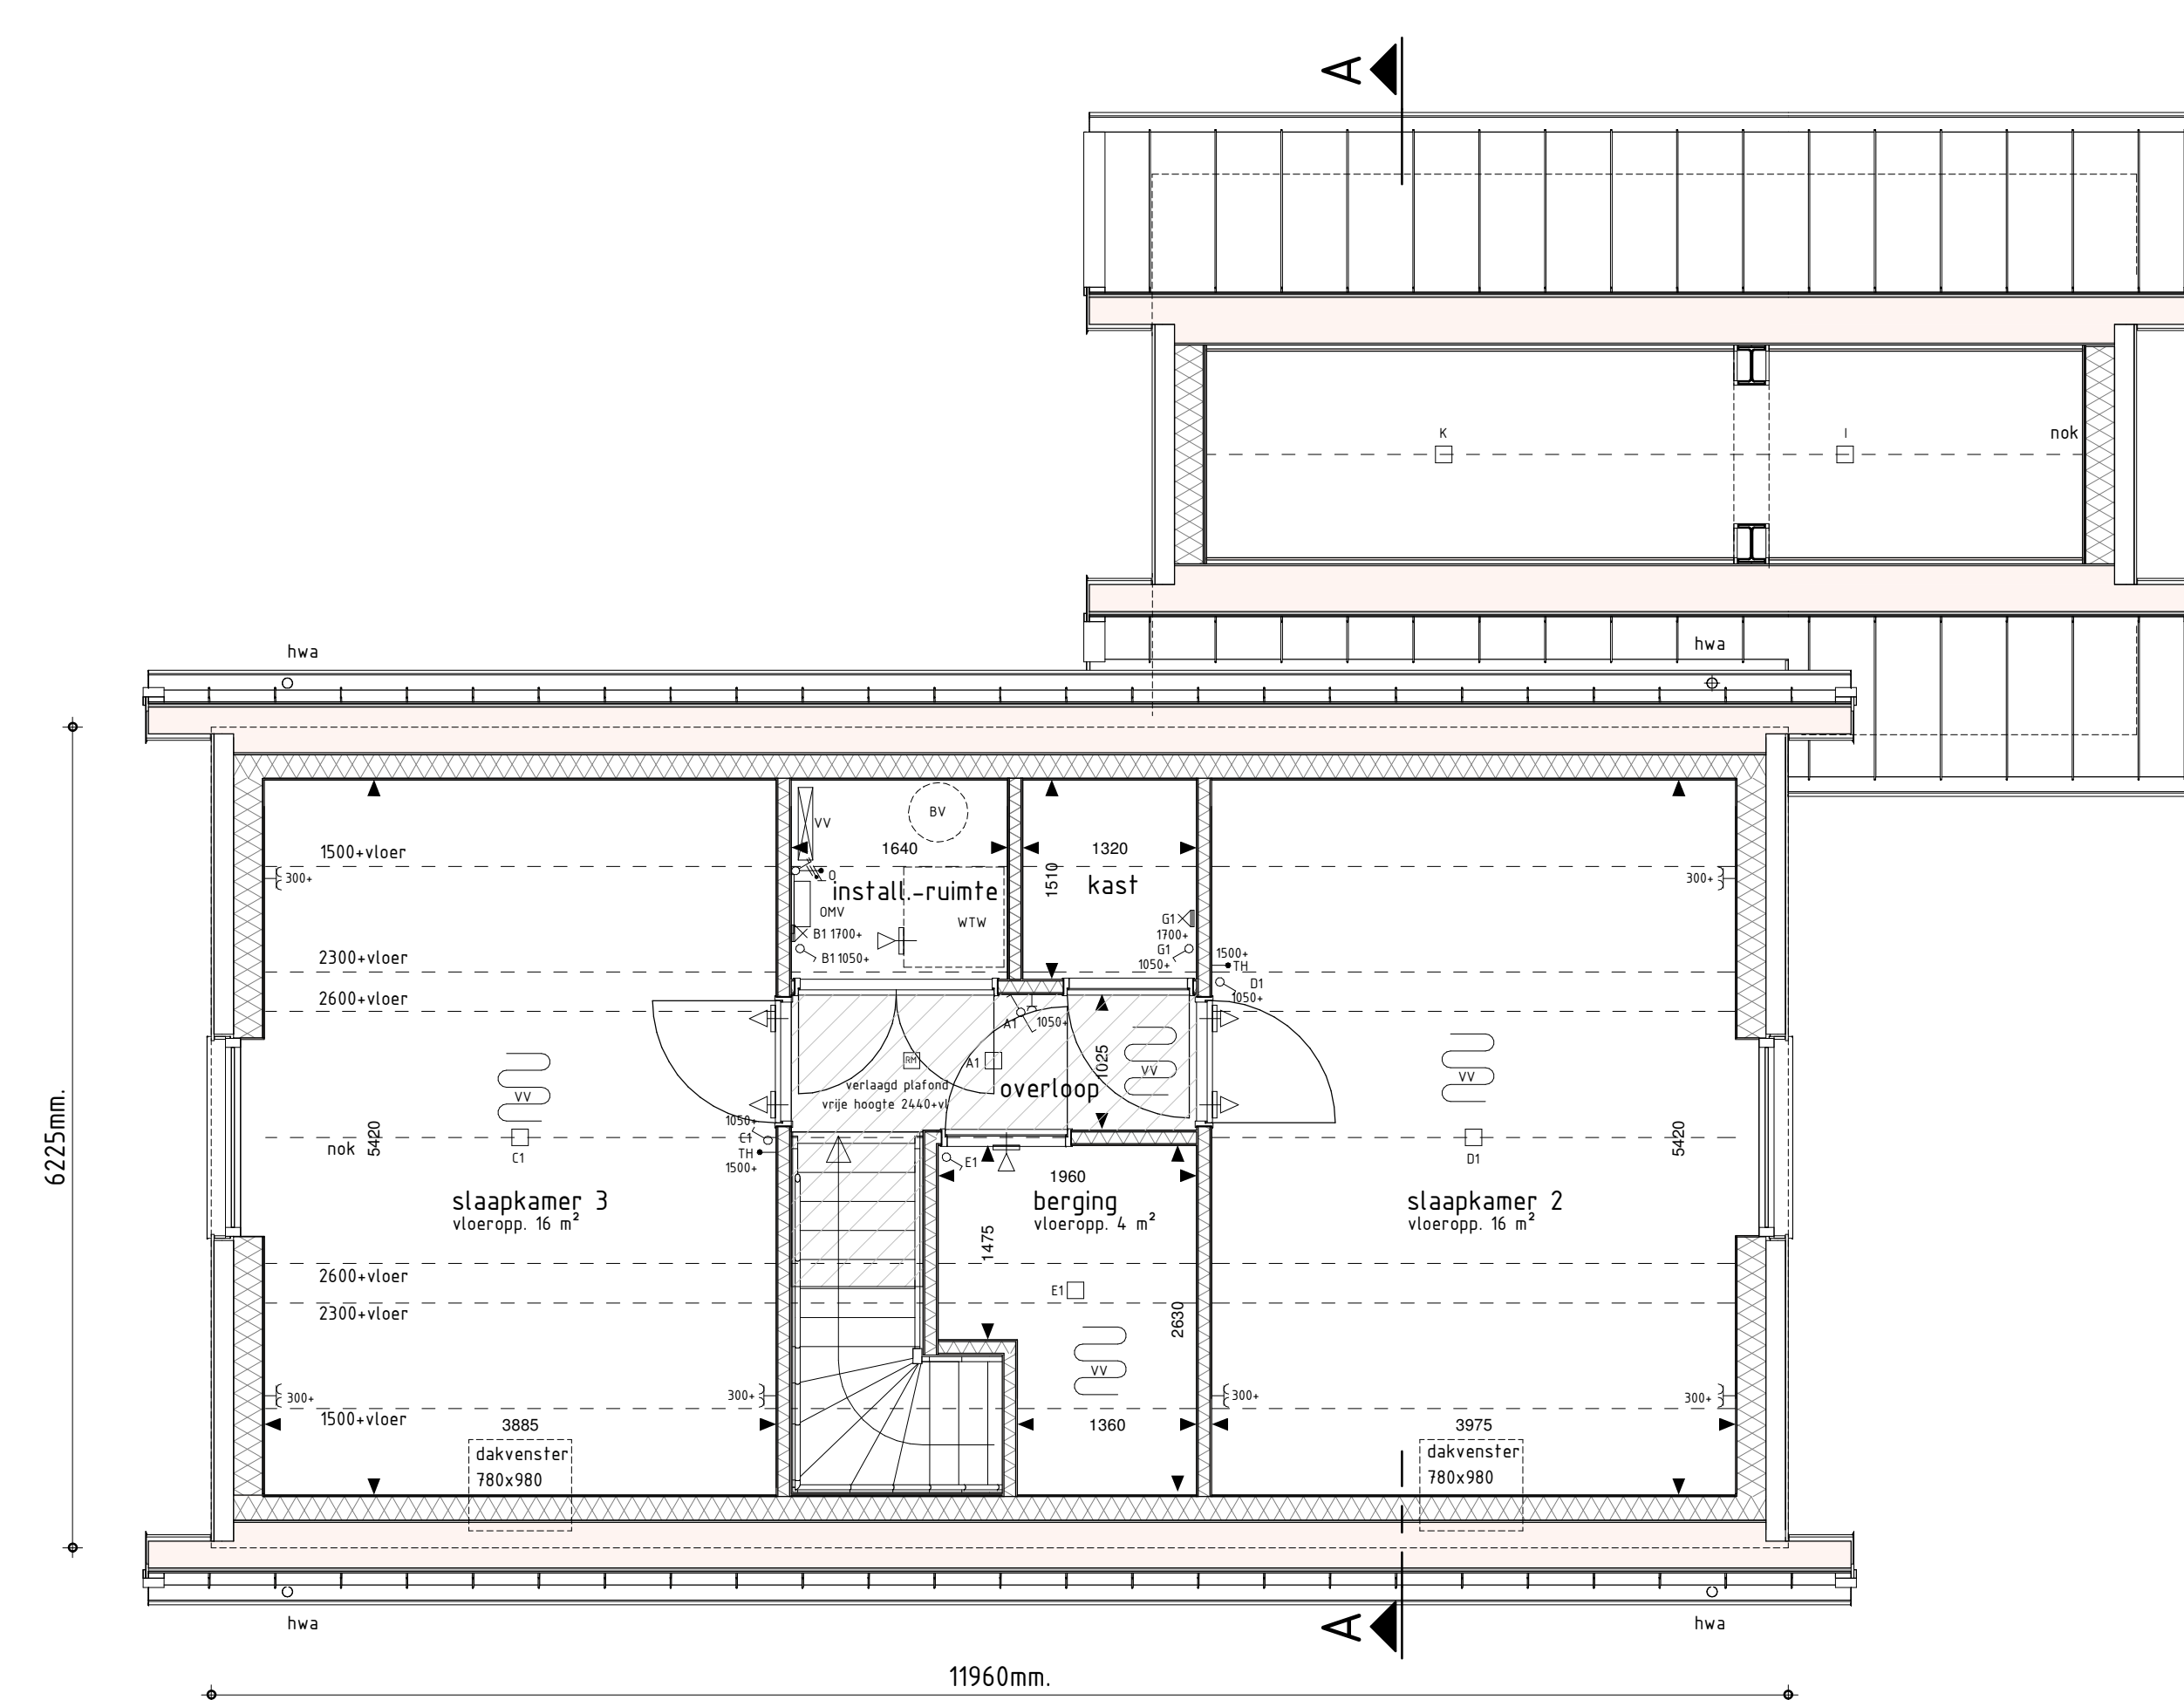 A
K
I
nok
hwa
hwa
6225mm.
1500+vloer
300+
2300+vloer
2600+vloer
VV
BV
1640
O
install.-ruimte
OMV
WTW
B1 1700+
B1 1050+
1320
1510
kast
G1
1700+
G1
1050+
1500+
TH
D1
1050+
300+
A1
1050+
RM
A1
1025
VV
verlaagd plafond
vrije hoogte 2440+vl
overloop
VV
VV
1050+
C1
TH
1500+
nok
5420
C1
E1
D1
5420
1960
slaapkamer 3
vloeropp. 16 m²
berging
vloeropp. 4 m²
slaapkamer 2
vloeropp. 16 m²
1475
2600+vloer
2300+vloer
E1
2630
VV
300+
300+
300+
300+
1500+vloer
3885
1360
3975
dakvenster
780x980
dakvenster
780x980
hwa
hwa
A
11960mm.